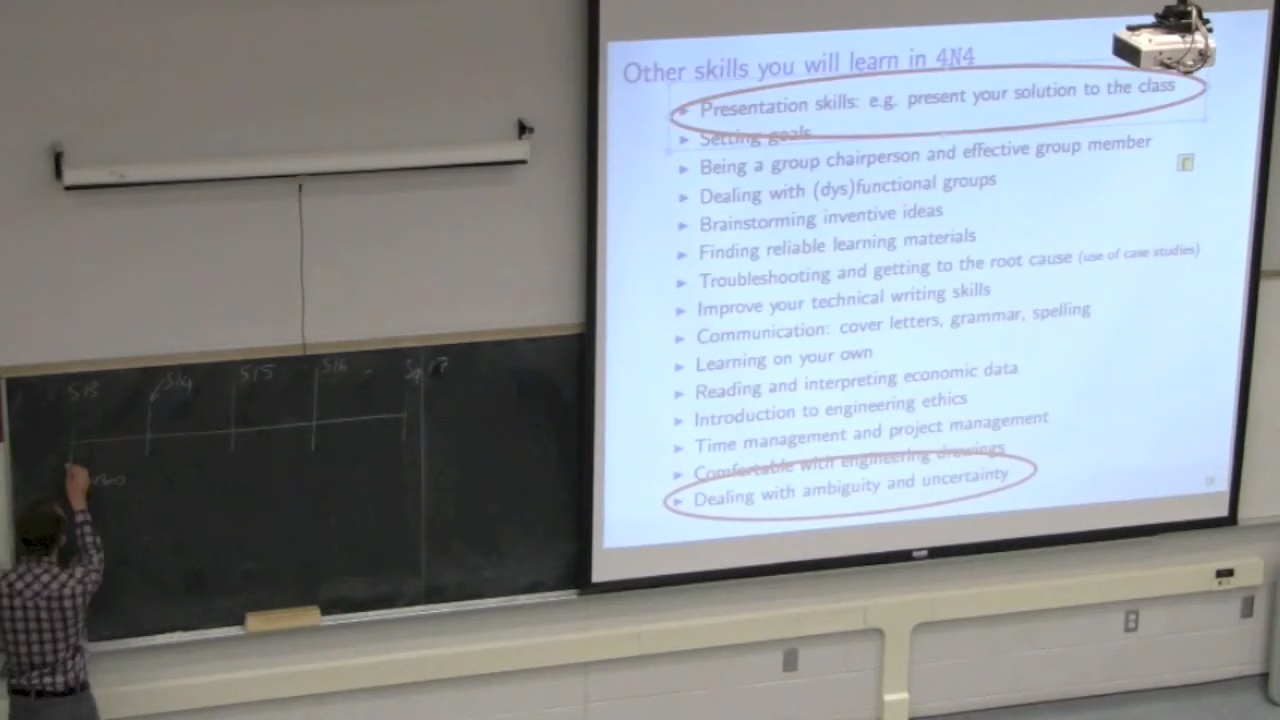 Other skills you will learn in 4N4
▶ Presentation skills: e.g. present your solution to the class
▶ Setting goals
▶ Being a group chairperson and effective group member
▶ Dealing with (dys)functional groups
▶ Brainstorming inventive ideas
▶ Finding reliable learning materials
▶ Troubleshooting and getting to the root cause (use of case studies)
▶ Improve your technical writing skills
▶ Communication: cover letters, grammar, spelling
▶ Learning on your own
▶ Reading and interpreting economic data
▶ Introduction to engineering ethics
▶ Time management and project management
▶ Comfortable with engineering drawings
▶ Dealing with ambiguity and uncertainty
S13 S14 S15 S16